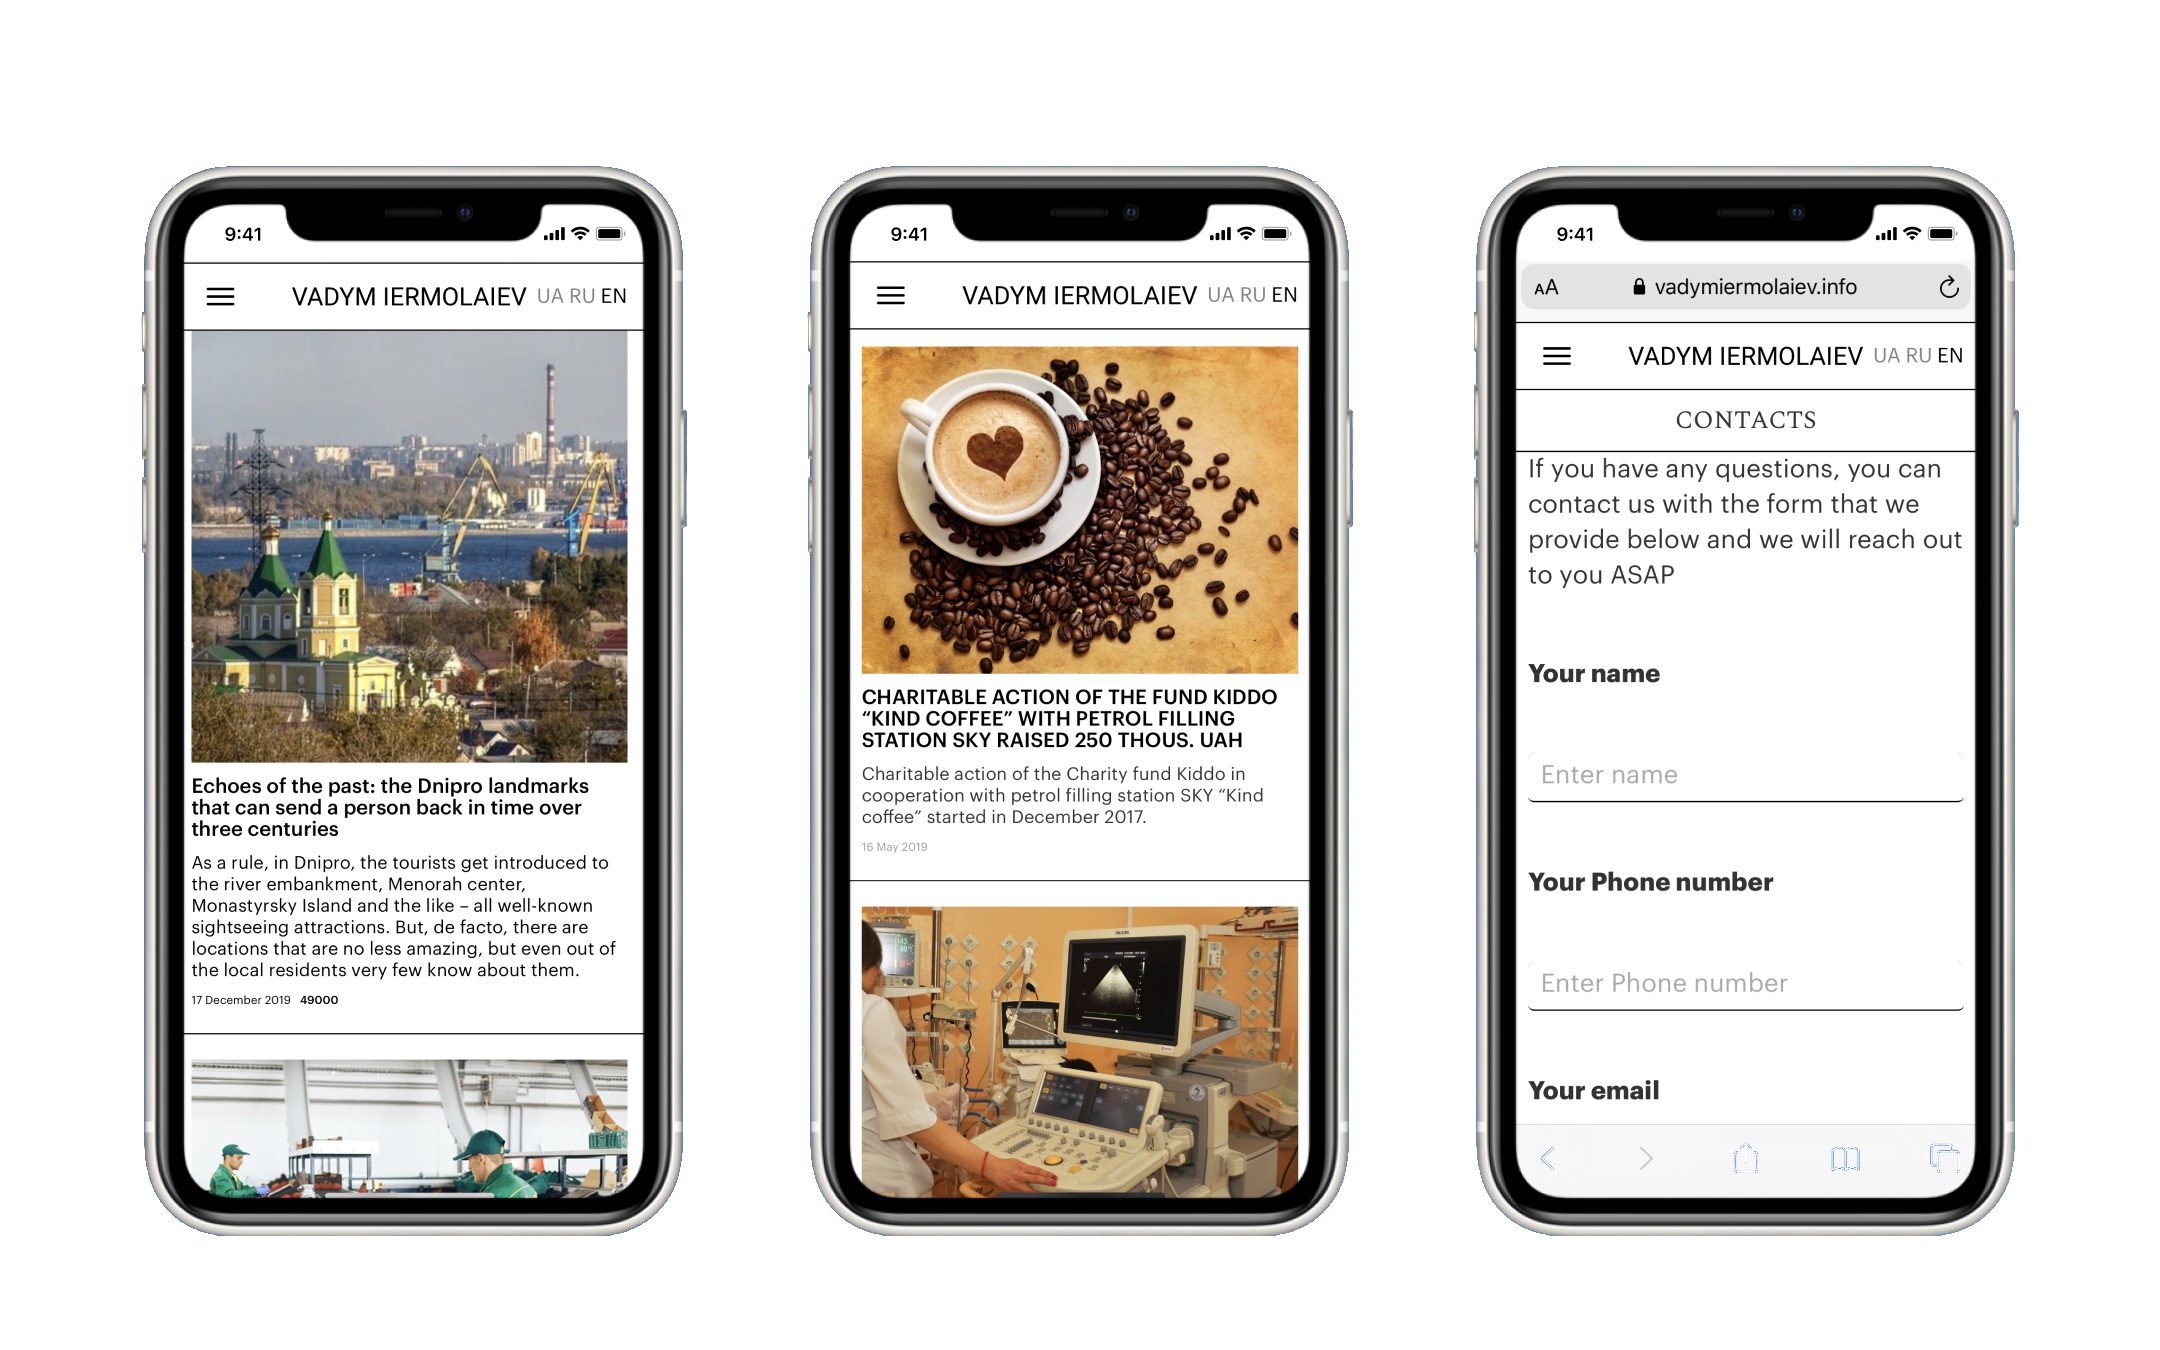 9:41
VADYM IERMOLAIEV UA RU EN
Echoes of the past: the Dnipro landmarks
that can send a person back in time over
three centuries
As a rule, in Dnipro, the tourists get introduced to
the river embankment, Menorah center,
Monastyrsky Island and the like – all well-known
sightseeing attractions. But, de facto, there are
locations that are no less amazing, but even out of
the local residents very few know about them.
17 December 2019 49000
9:41
VADYM IERMOLAIEV UA RU EN
CHARITABLE ACTION OF THE FUND KIDDO
“KIND COFFEE” WITH PETROL FILLING
STATION SKY RAISED 250 THOUS. UAH
Charitable action of the Charity fund Kiddo in
cooperation with petrol filling station SKY “Kind
coffee” started in December 2017.
16 May 2019
PHILIPS
9:41
AA vadymiermolaiev.info
VADYM IERMOLAIEV UA RU EN
CONTACTS
If you have any questions, you can
contact us with the form that we
provide below and we will reach out
to you ASAP
Your name
Enter name
Your Phone number
Enter Phone number
Your email